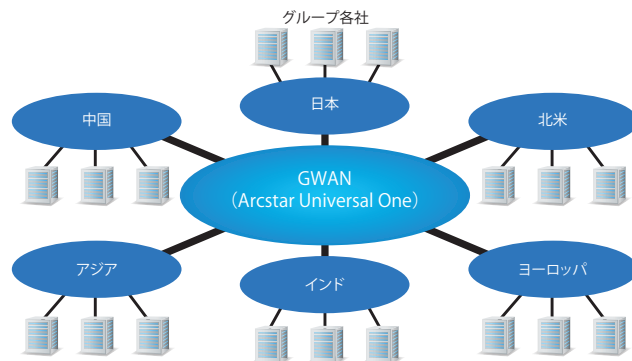 グループ各社
日本
中国
北米
GWAN
（Arcstar Universal One）
アジア
インド
ヨーロッパ